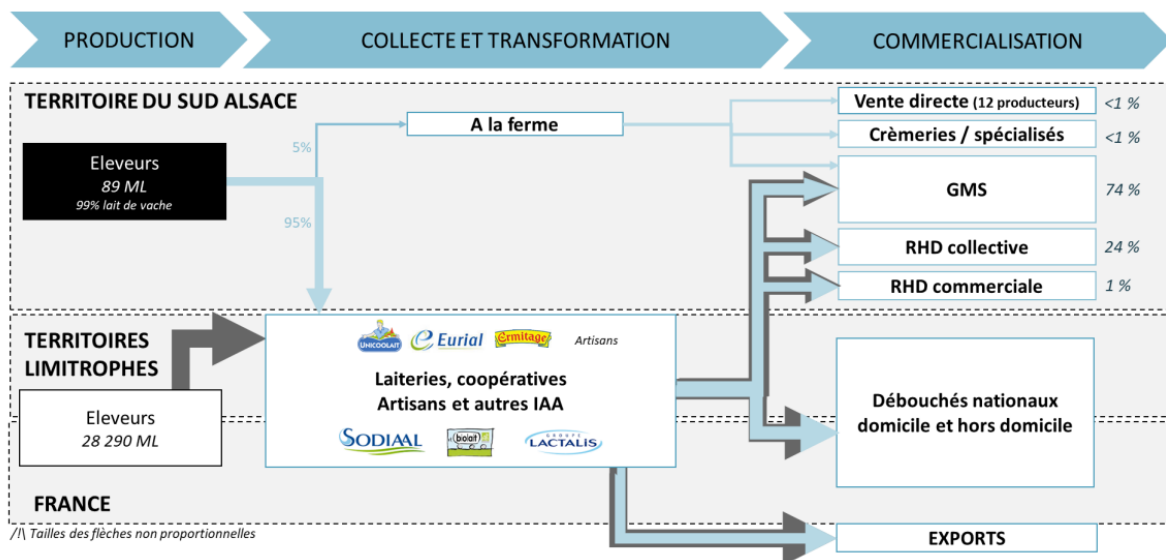 PRODUCTION
COLLECTE ET TRANSFORMATION
COMMERCIALISATION
TERRITOIRE DU SUD ALSACE
Eleveurs
89 ML
99% lait de vache
5%
95%
A la ferme
Vente directe (12 producteurs)
<1 %
Crèmeries / spécialisés
<1 %
GMS
74 %
RHD collective
24 %
RHD commerciale
1 %
TERRITOIRES
LIMITROPHES
Eleveurs
28 290 ML
UNICOOLAIT
Eurial
Ermitage
Artisans
Laiteries, coopératives
Artisans et autres IAA
SODIAAL
biolait
GROUPE
LACTALIS
Débouchés nationaux
domicile et hors domicile
FRANCE
/!\ Tailles des flèches non proportionnelles
EXPORTS